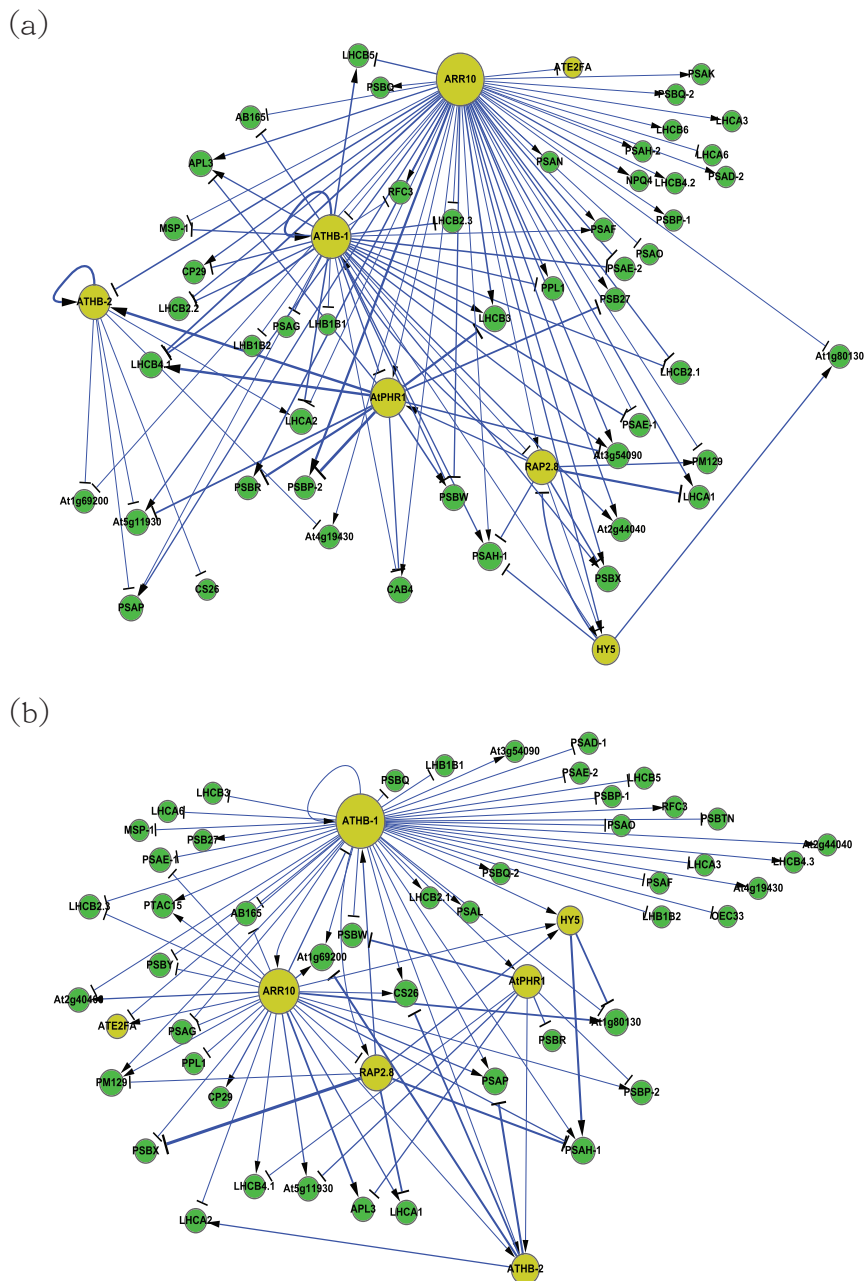 (a)
LHCB5
ARR10
ATE2FA
PSAK
PSBQ
PSBQ-2
AB165
LHCA3
LHCB6
APL3
PSAN
PSAH-2
LHCA6
PSAD-2
RFC3
NPQ4
LHCB4.2
MSP-1
LHCB2.3
PSBP-1
ATHB-1
PSAF
PSAO
CP29
PSAE-2
ATHB-2
LHCB2.2
PPL1
PSB27
PSAG
LHB1B1
LHCB3
LHB1B2
At1g80130
LHCB4.1
LHCB2.1
AtPHR1
LHCA2
PSAE-1
At3g54090
PM129
RAP2.8
PSBR
PSBP-2
PSBW
LHCA1
At1g69200
At5g11930
At4g19430
At2g44040
PSAH-1
PSBX
CS26
CAB4
PSAP
HY5
(b)
At3g54090
PSAD-1
PSBQ
LHB1B1
PSAE-2
LHCB5
LHCB3
PSBP-1
LHCA6
RFC3
ATHB-1
PSBTN
MSP-1
PSAO
PSB27
At2g44040
PSAE-1
LHCB4.3
LHCA3
PSBQ-2
PSAF
At4g19430
LHCB2.3
PTAC15
LHCB2.1
AB165
PSAL
LHB1B2
OEC33
HY5
PSBW
At1g69200
PSBY
AtPHR1
ARR10
CS26
At2g40400
At1g80130
ATE2FA
PSAG
PSBR
PPL1
RAP2.8
PM129
PSAP
PSBP-2
CP29
PSBX
PSAH-1
LHCB4.1
At5g11930
APL3
LHCA1
LHCA2
ATHB-2